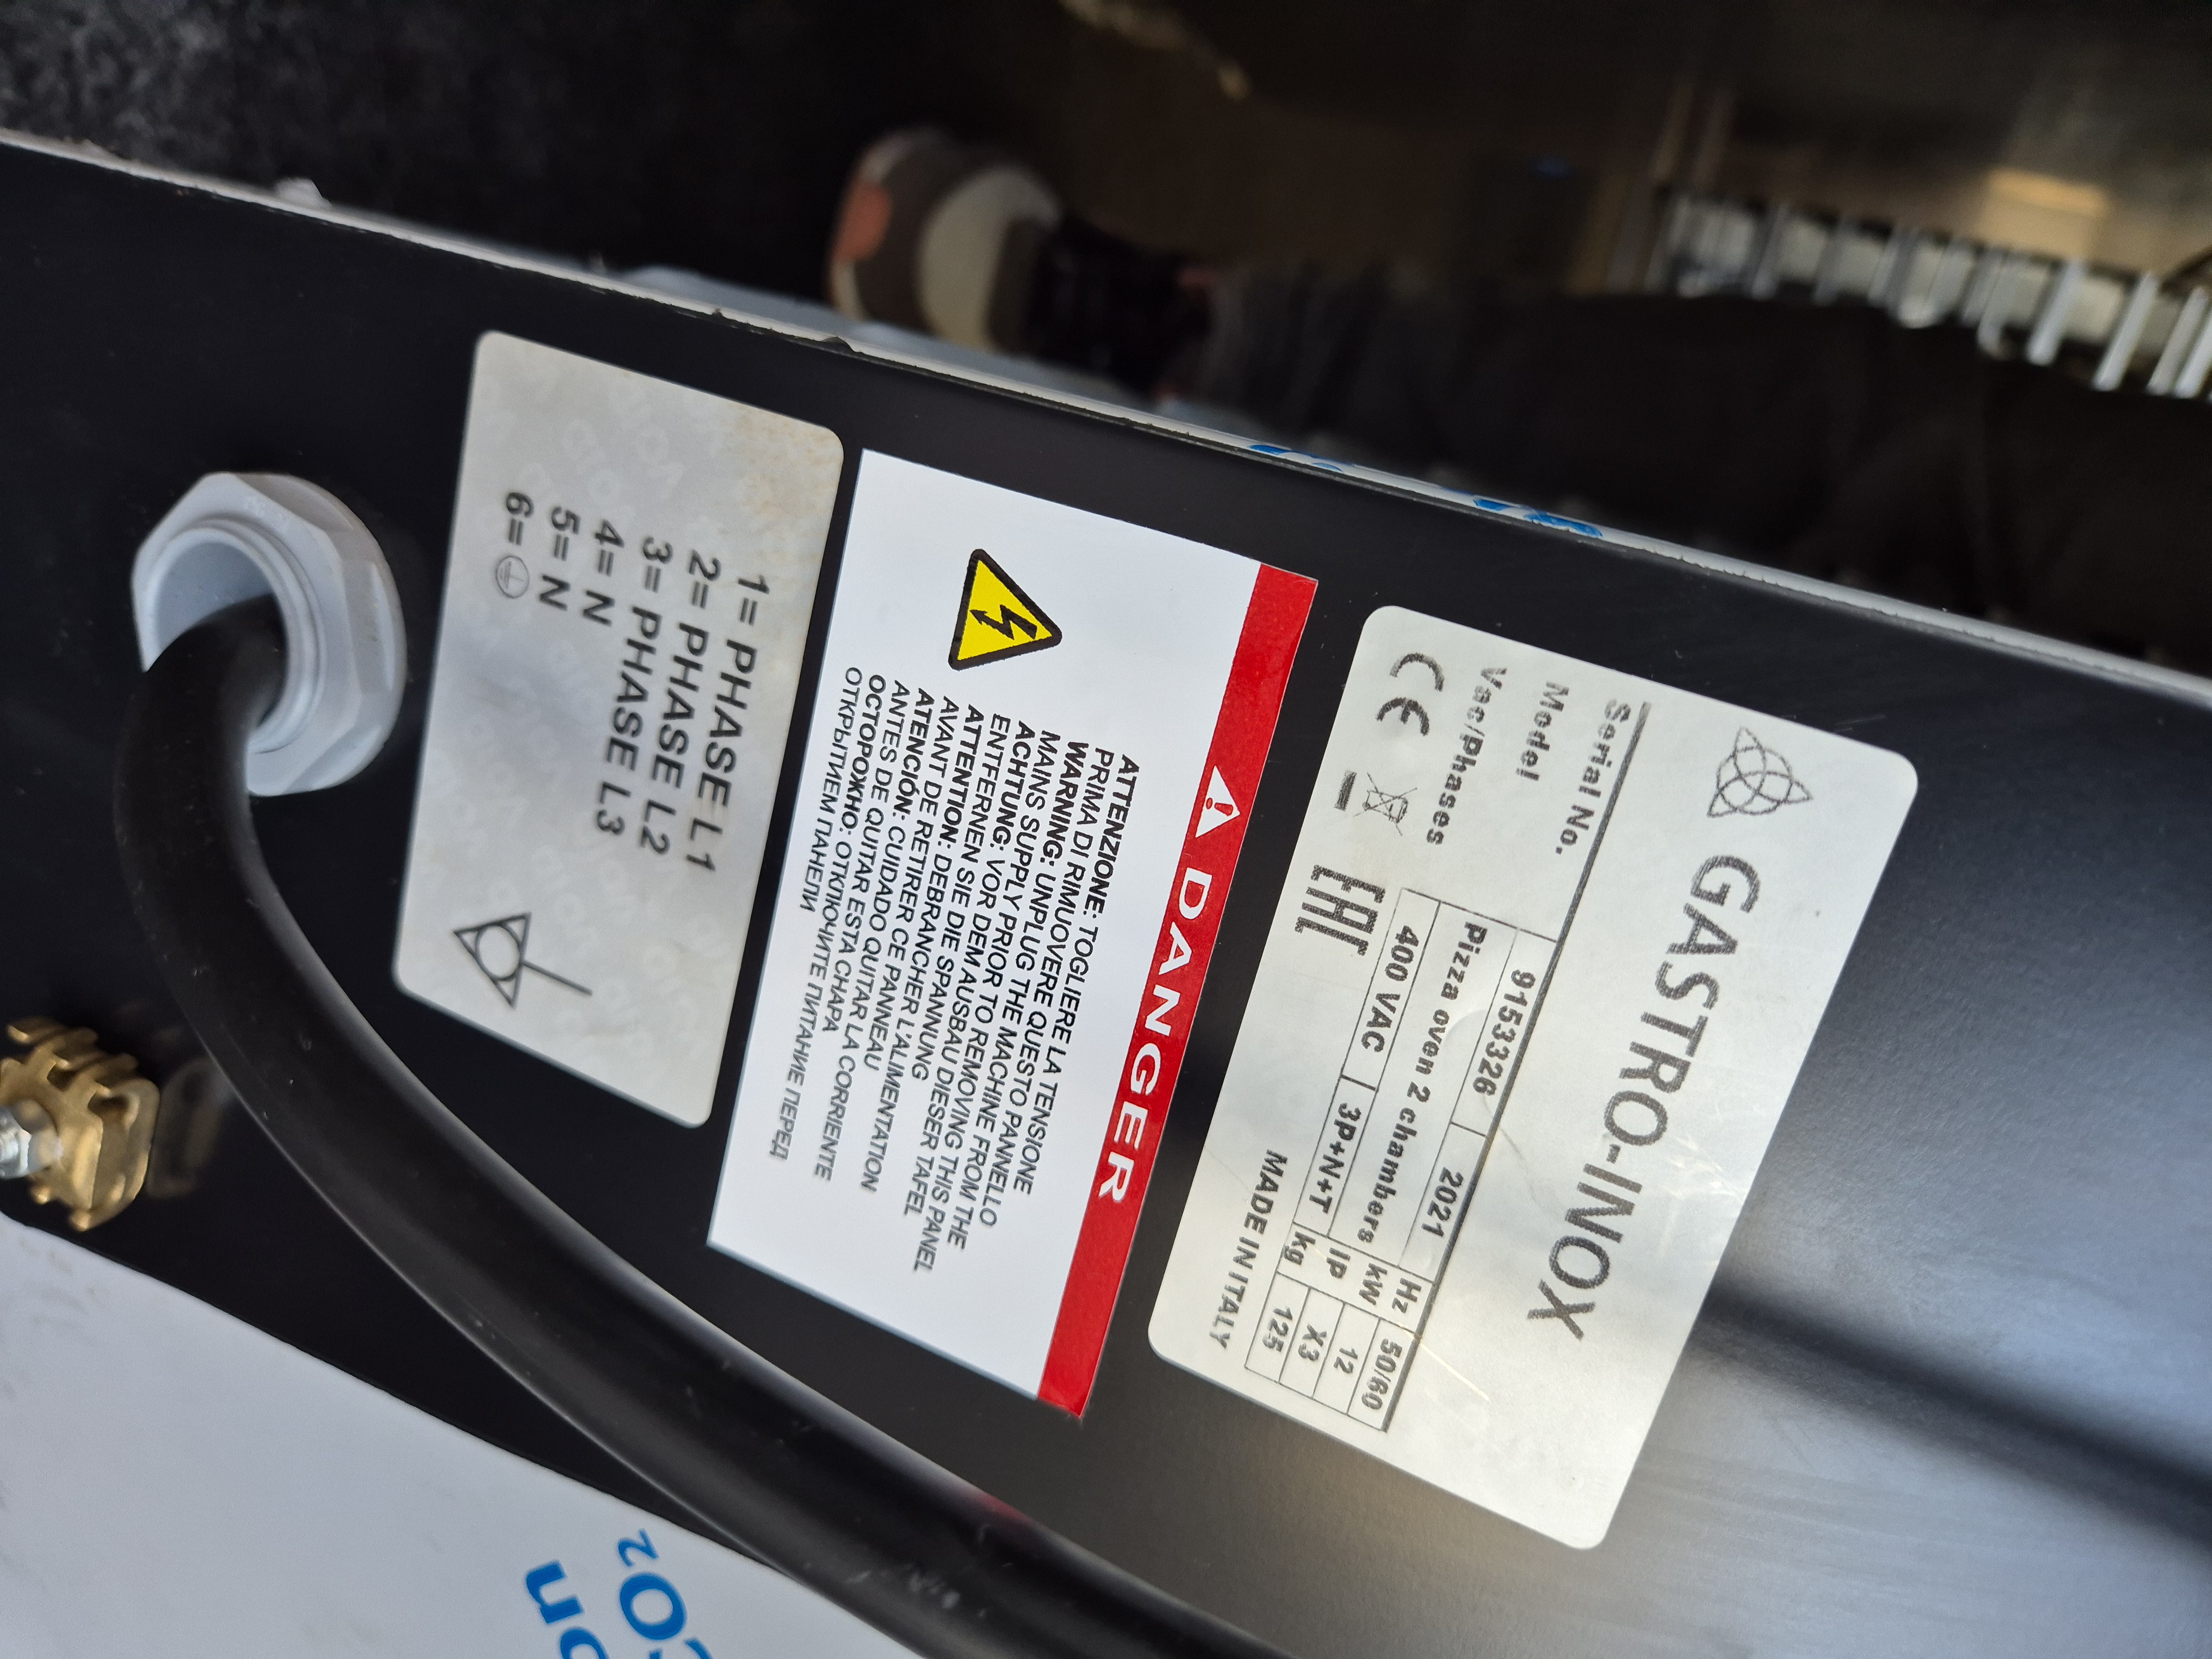 GASTRO-INOX
Serial No. 9153326 2021 Hz 50/60
Model Pizza oven 2 chambers kW 12
Vac/Phases 400 VAC 3P+N+T IP X3
kg 125
CE EAC MADE IN ITALY
DANGER
ATTENZIONE: TOGLIERE LA TENSIONE
PRIMA DI RIMUOVERE QUESTO PANNELLO
WARNING: UNPLUG THE MACHINE FROM THE
MAINS SUPPLY PRIOR TO REMOVING THIS PANEL
ACHTUNG: VOR DEM AUSBAU DIESER TAFEL
ENTFERNEN SIE DIE SPANNUNG
ATTENTION: DEBRANCHER L'ALIMENTATION
AVANT DE RETIRER CE PANNEAU
ATENCIÓN: CUIDADO QUITAR LA CORRIENTE
ANTES DE QUITAR ESTA CHAPA
ОСТОРОЖНО: ОТКЛЮЧИТЕ ПИТАНИЕ ПЕРЕД
ОТКРЫТИЕМ ПАНЕЛИ
1= PHASE L1
2= PHASE L2
3= PHASE L3
4= N
5= N
6=
CO2
on